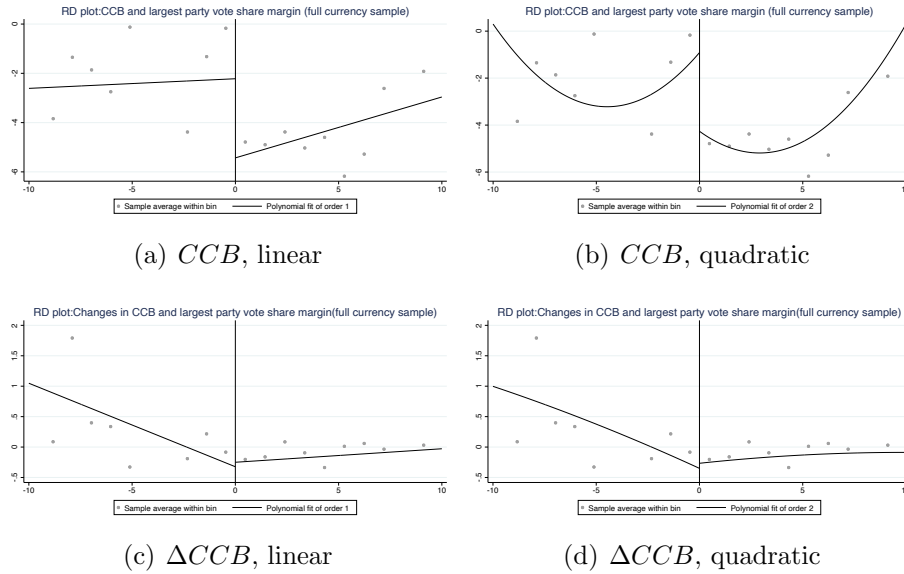 RD plot:CCB and largest party vote share margin (full currency sample)
0
-2
-4
-6
-10 -5 0 5 10
Sample average within bin Polynomial fit of order 1
(a) CCB, linear
RD plot:CCB and largest party vote share margin (full currency sample)
0
-2
-4
-6
-10 -5 0 5 10
Sample average within bin Polynomial fit of order 2
(b) CCB, quadratic
RD plot:Changes in CCB and largest party vote share margin(full currency sample)
2
1.5
1
.5
0
-.5
-10 -5 0 5 10
Sample average within bin Polynomial fit of order 1
(c) ΔCCB, linear
RD plot:Changes in CCB and largest party vote share margin(full currency sample)
2
1.5
1
.5
0
-.5
-10 -5 0 5 10
Sample average within bin Polynomial fit of order 2
(d) ΔCCB, quadratic